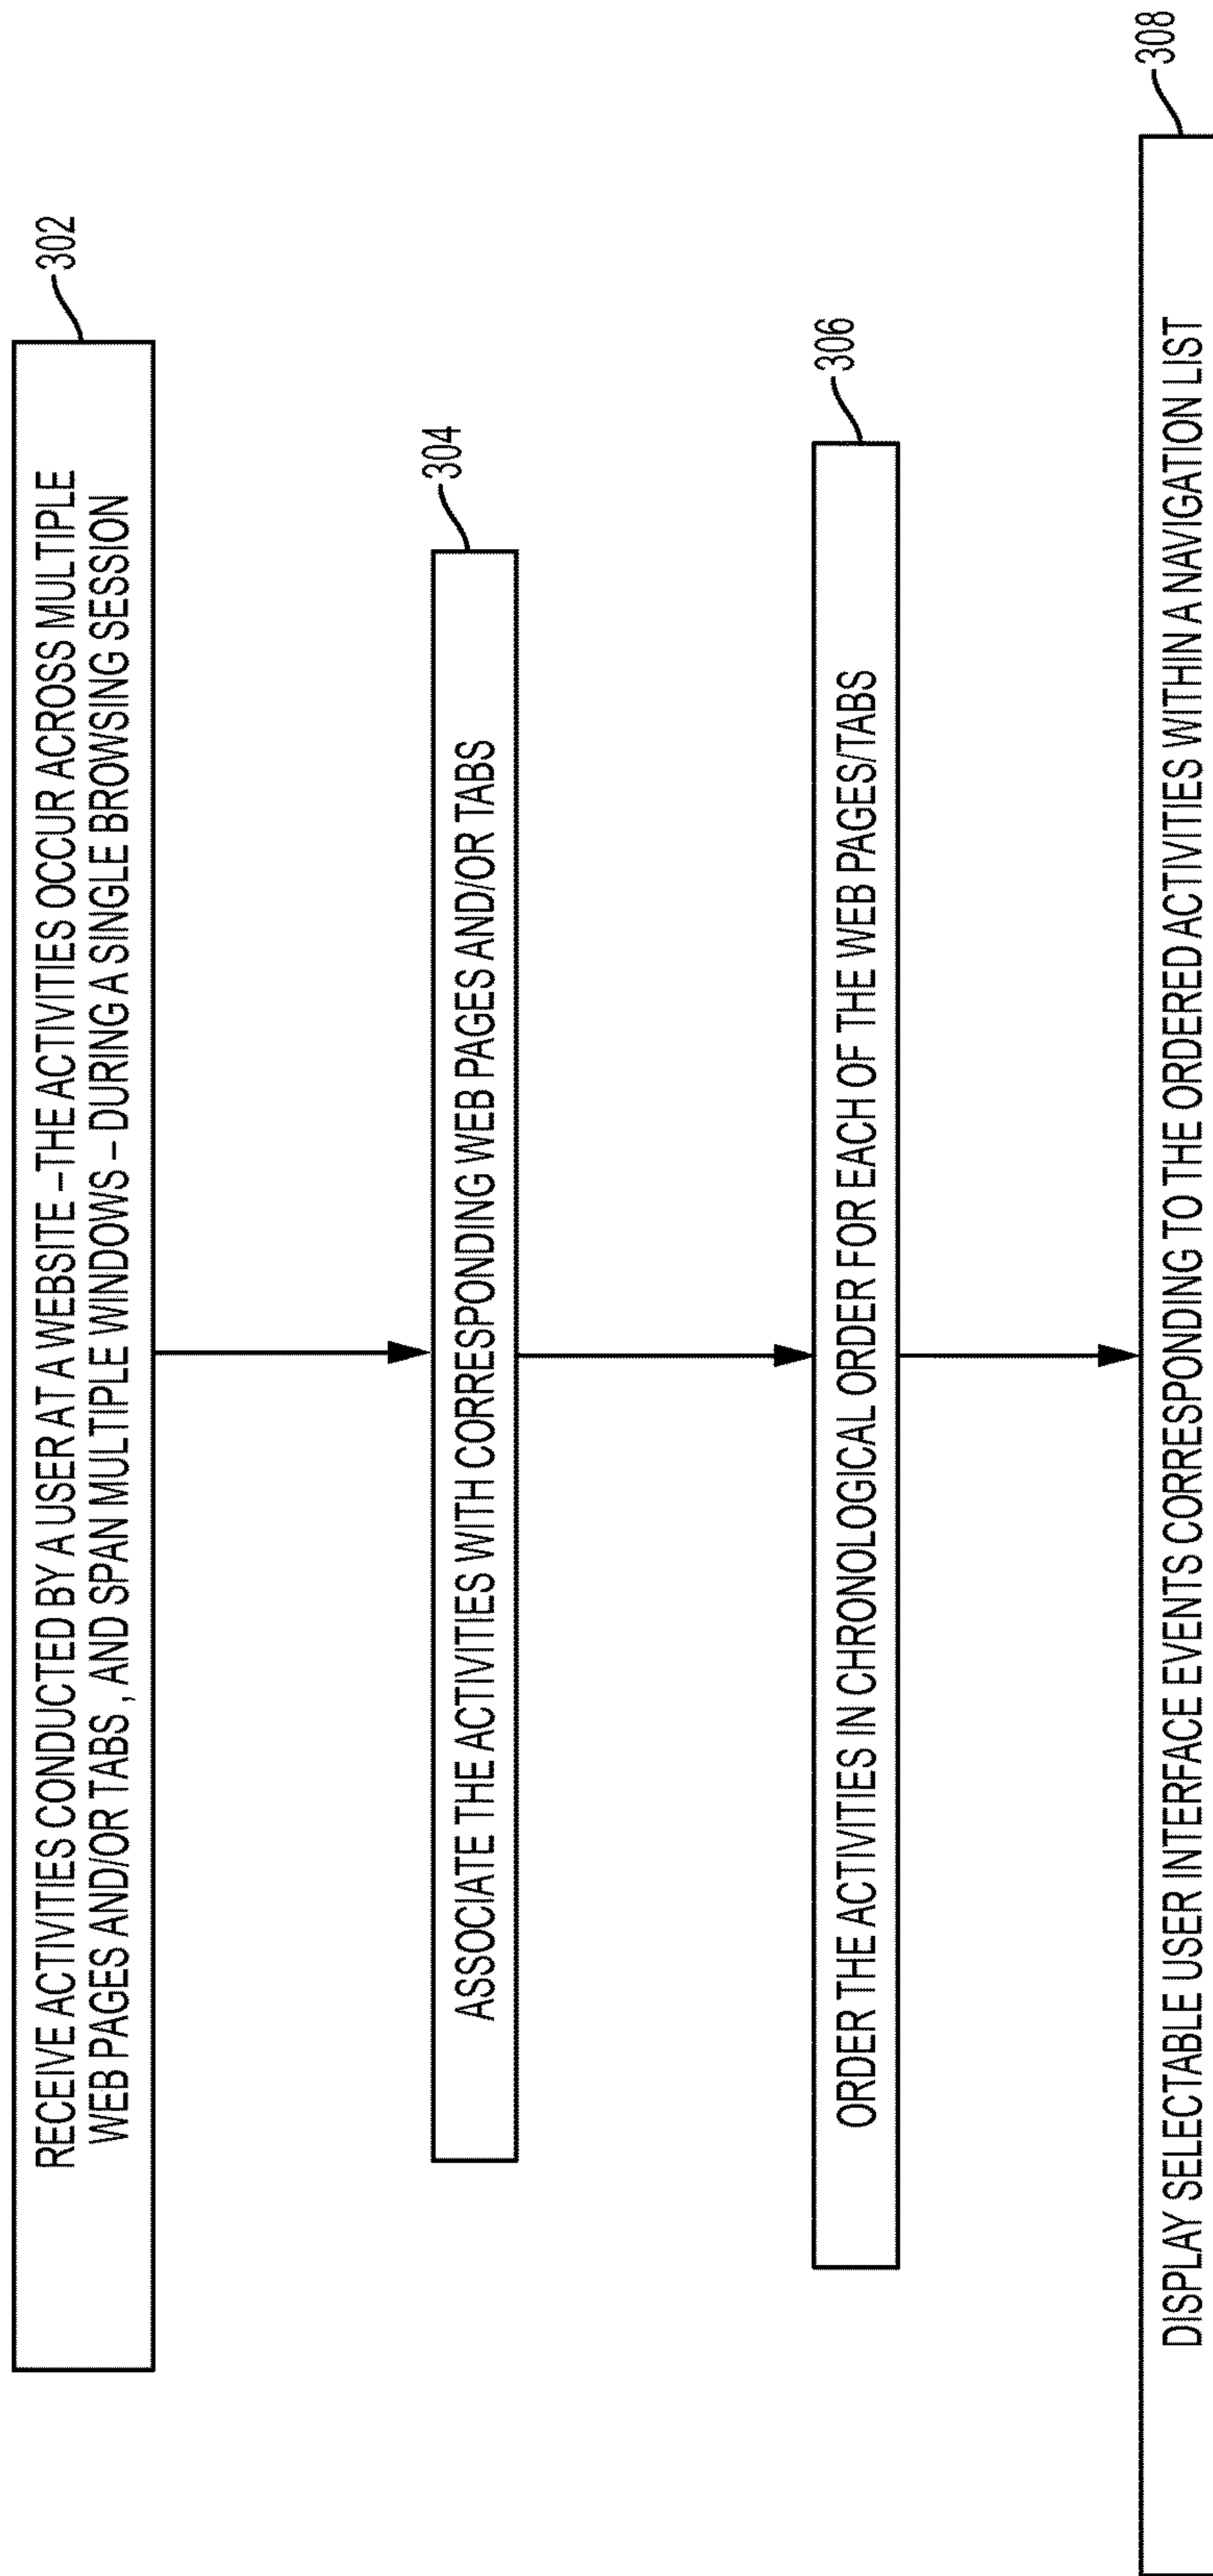 302
RECEIVE ACTIVITIES CONDUCTED BY A USER AT A WEBSITE –THE ACTIVITIES OCCUR ACROSS MULTIPLE
WEB PAGES AND/OR TABS , AND SPAN MULTIPLE WINDOWS – DURING A SINGLE BROWSING SESSION
304
ASSOCIATE THE ACTIVITIES WITH CORRESPONDING WEB PAGES AND/OR TABS
306
ORDER THE ACTIVITIES IN CHRONOLOGICAL ORDER FOR EACH OF THE WEB PAGES/TABS
308
DISPLAY SELECTABLE USER INTERFACE EVENTS CORRESPONDING TO THE ORDERED ACTIVITIES WITHIN A NAVIGATION LIST